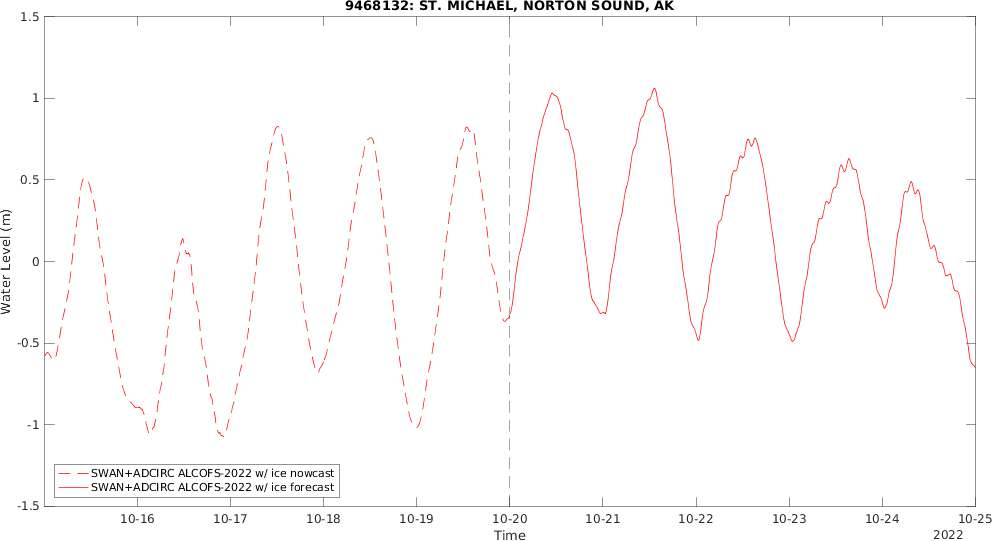 9468132: ST. MICHAEL, NORTON SOUND, AK
1.5
1
0.5
0
-0.5
-1
-1.5
Water Level (m)
SWAN+ADCIRC ALCOFS-2022 w/ ice nowcast
SWAN+ADCIRC ALCOFS-2022 w/ ice forecast
10-16 10-17 10-18 10-19 10-20 10-21 10-22 10-23 10-24 10-25
Time
2022